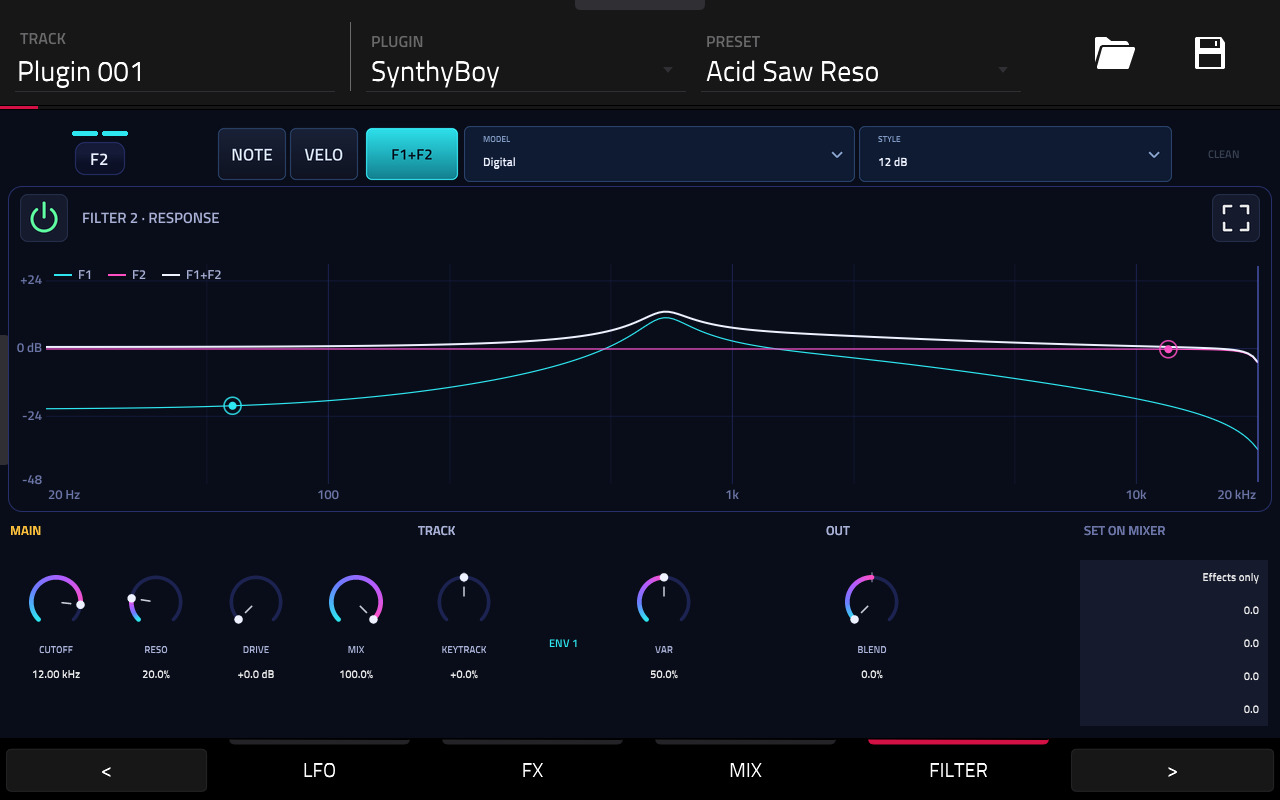 TRACK
Plugin 001
PLUGIN
SynthyBoy
PRESET
Acid Saw Reso
F2
NOTE
VELO
F1+F2
MODEL
Digital
STYLE
12 dB
CLEAN
FILTER 2 · RESPONSE
F1
F2
F1+F2
+24
0 dB
-24
-48
20 Hz
100
1k
10k
20 kHz
MAIN
TRACK
OUT
SET ON MIXER
CUTOFF
12.00 kHz
RESO
20.0%
DRIVE
+0.0 dB
MIX
100.0%
KEYTRACK
+0.0%
ENV 1
VAR
50.0%
BLEND
0.0%
Effects only
0.0
0.0
0.0
0.0
<
LFO
FX
MIX
FILTER
>